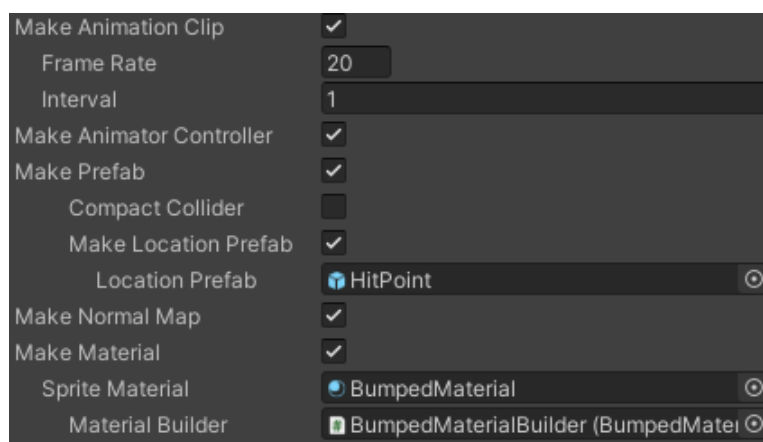 Make Animation Clip
Frame Rate 20
Interval 1
Make Animator Controller
Make Prefab
Compact Collider
Make Location Prefab
Location Prefab HitPoint
Make Normal Map
Make Material
Sprite Material BumpedMaterial
Material Builder BumpedMaterialBuilder (BumpedMater